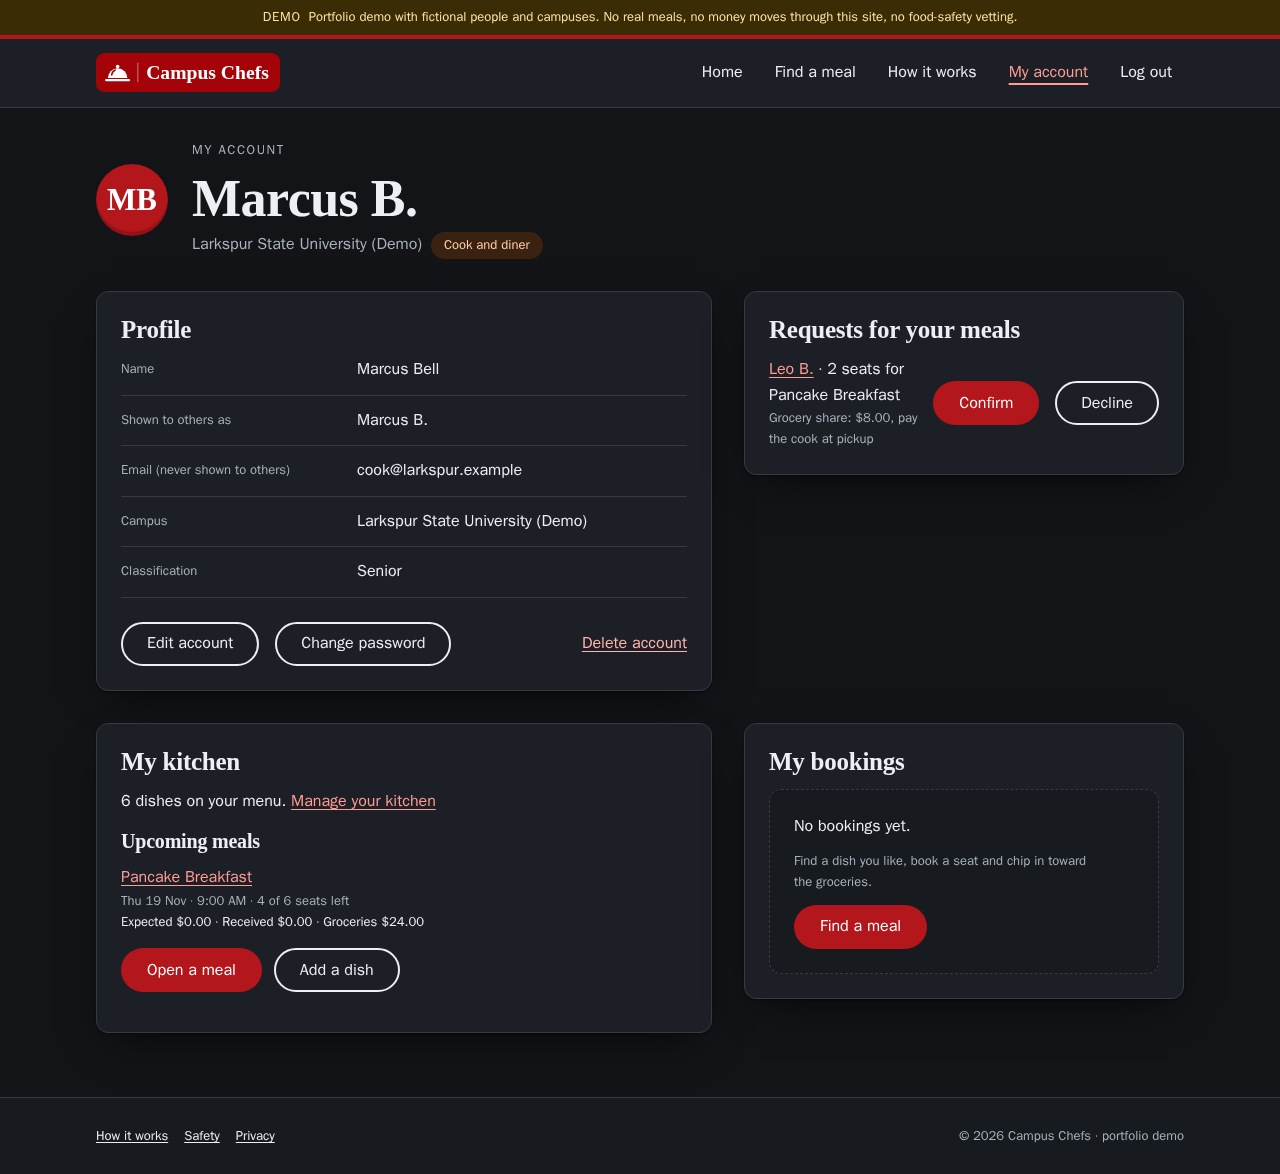 DEMO Portfolio demo with fictional people and campuses. No real meals, no money moves through this site, no food-safety vetting.
Campus Chefs
Home Find a meal How it works My account Log out
MY ACCOUNT
MB
Marcus B.
Larkspur State University (Demo) Cook and diner
Profile
Name Marcus Bell
Shown to others as Marcus B.
Email (never shown to others) cook@larkspur.example
Campus Larkspur State University (Demo)
Classification Senior
Edit account Change password Delete account
Requests for your meals
Leo B. · 2 seats for
Pancake Breakfast
Grocery share: $8.00, pay
the cook at pickup
Confirm Decline
My kitchen
6 dishes on your menu. Manage your kitchen
Upcoming meals
Pancake Breakfast
Thu 19 Nov · 9:00 AM · 4 of 6 seats left
Expected $0.00 · Received $0.00 · Groceries $24.00
Open a meal Add a dish
My bookings
No bookings yet.
Find a dish you like, book a seat and chip in toward
the groceries.
Find a meal
How it works Safety Privacy
© 2026 Campus Chefs · portfolio demo